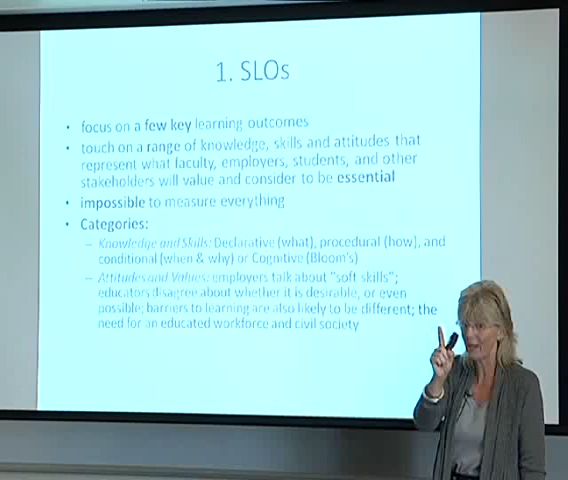 1. SLOs
• focus on a few key learning outcomes
• touch on a range of knowledge, skills and attitudes that
represent what faculty, employers, students, and other
stakeholders will value and consider to be essential
• impossible to measure everything
• Categories:
– Knowledge and Skills: Declarative (what), procedural (how), and
conditional (when & why) or Cognitive (Bloom's)
– Attitudes and Values: employers talk about "soft skills";
educators disagree about whether it is desirable, or even
possible; barriers to learning are also likely to be different; the
need for an educated workforce and civil society